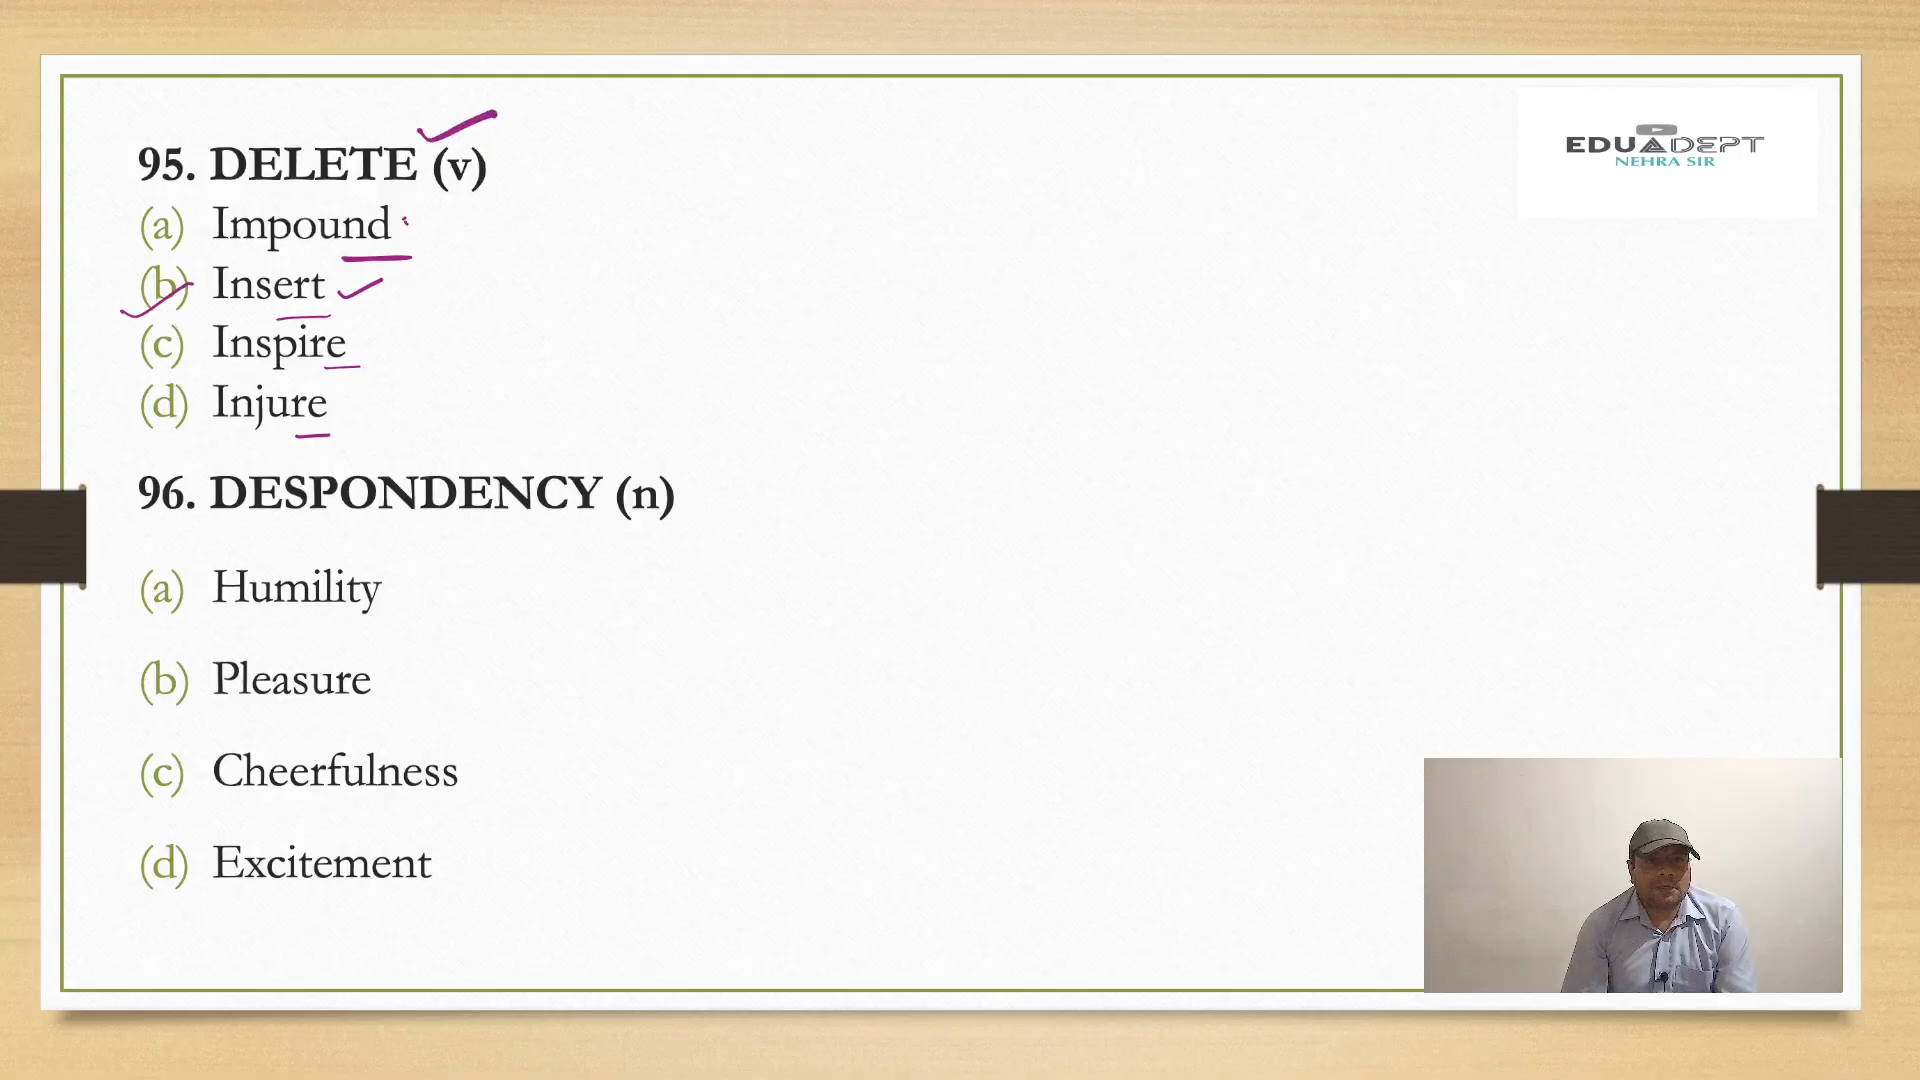 EDUADEPT
NEHRA SIR
95. DELETE (v)
(a) Impound
(b) Insert
(c) Inspire
(d) Injure
96. DESPONDENCY (n)
(a) Humility
(b) Pleasure
(c) Cheerfulness
(d) Excitement